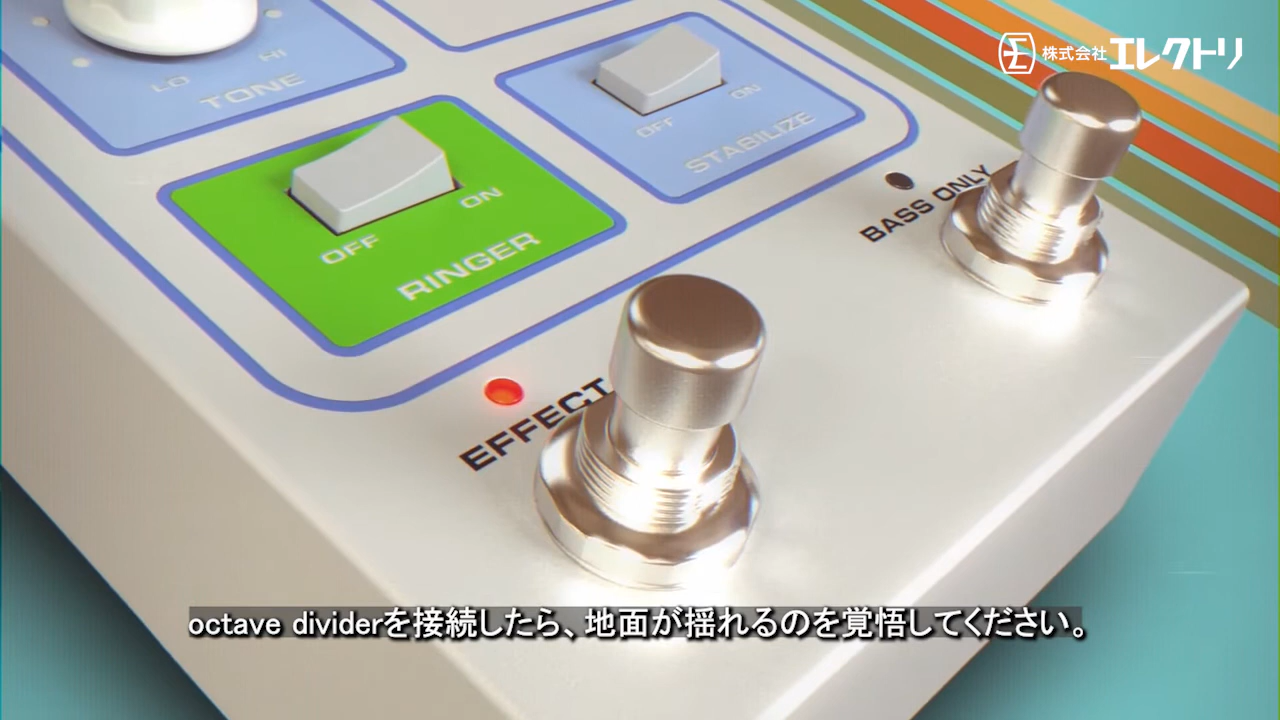 株式会社エレクトリ
LO
HI
TONE
OFF
ON
STABILIZE
OFF
ON
RINGER
BASS ONLY
EFFECT
octave dividerを接続したら、地面が揺れるのを覚悟してください。